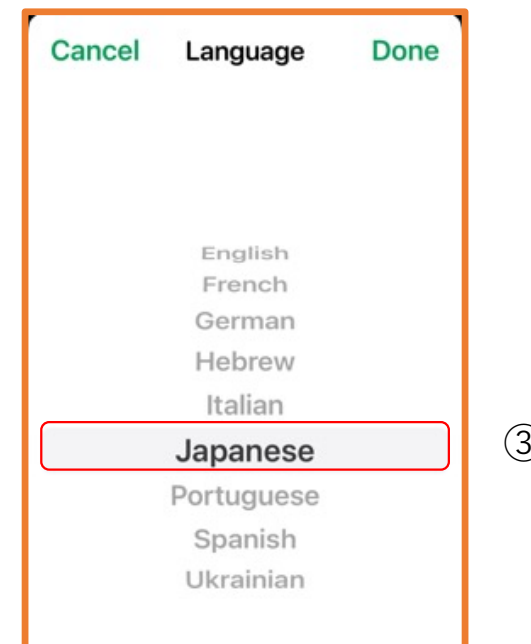 Cancel Language Done
English
French
German
Hebrew
Italian
Japanese
③
Portuguese
Spanish
Ukrainian